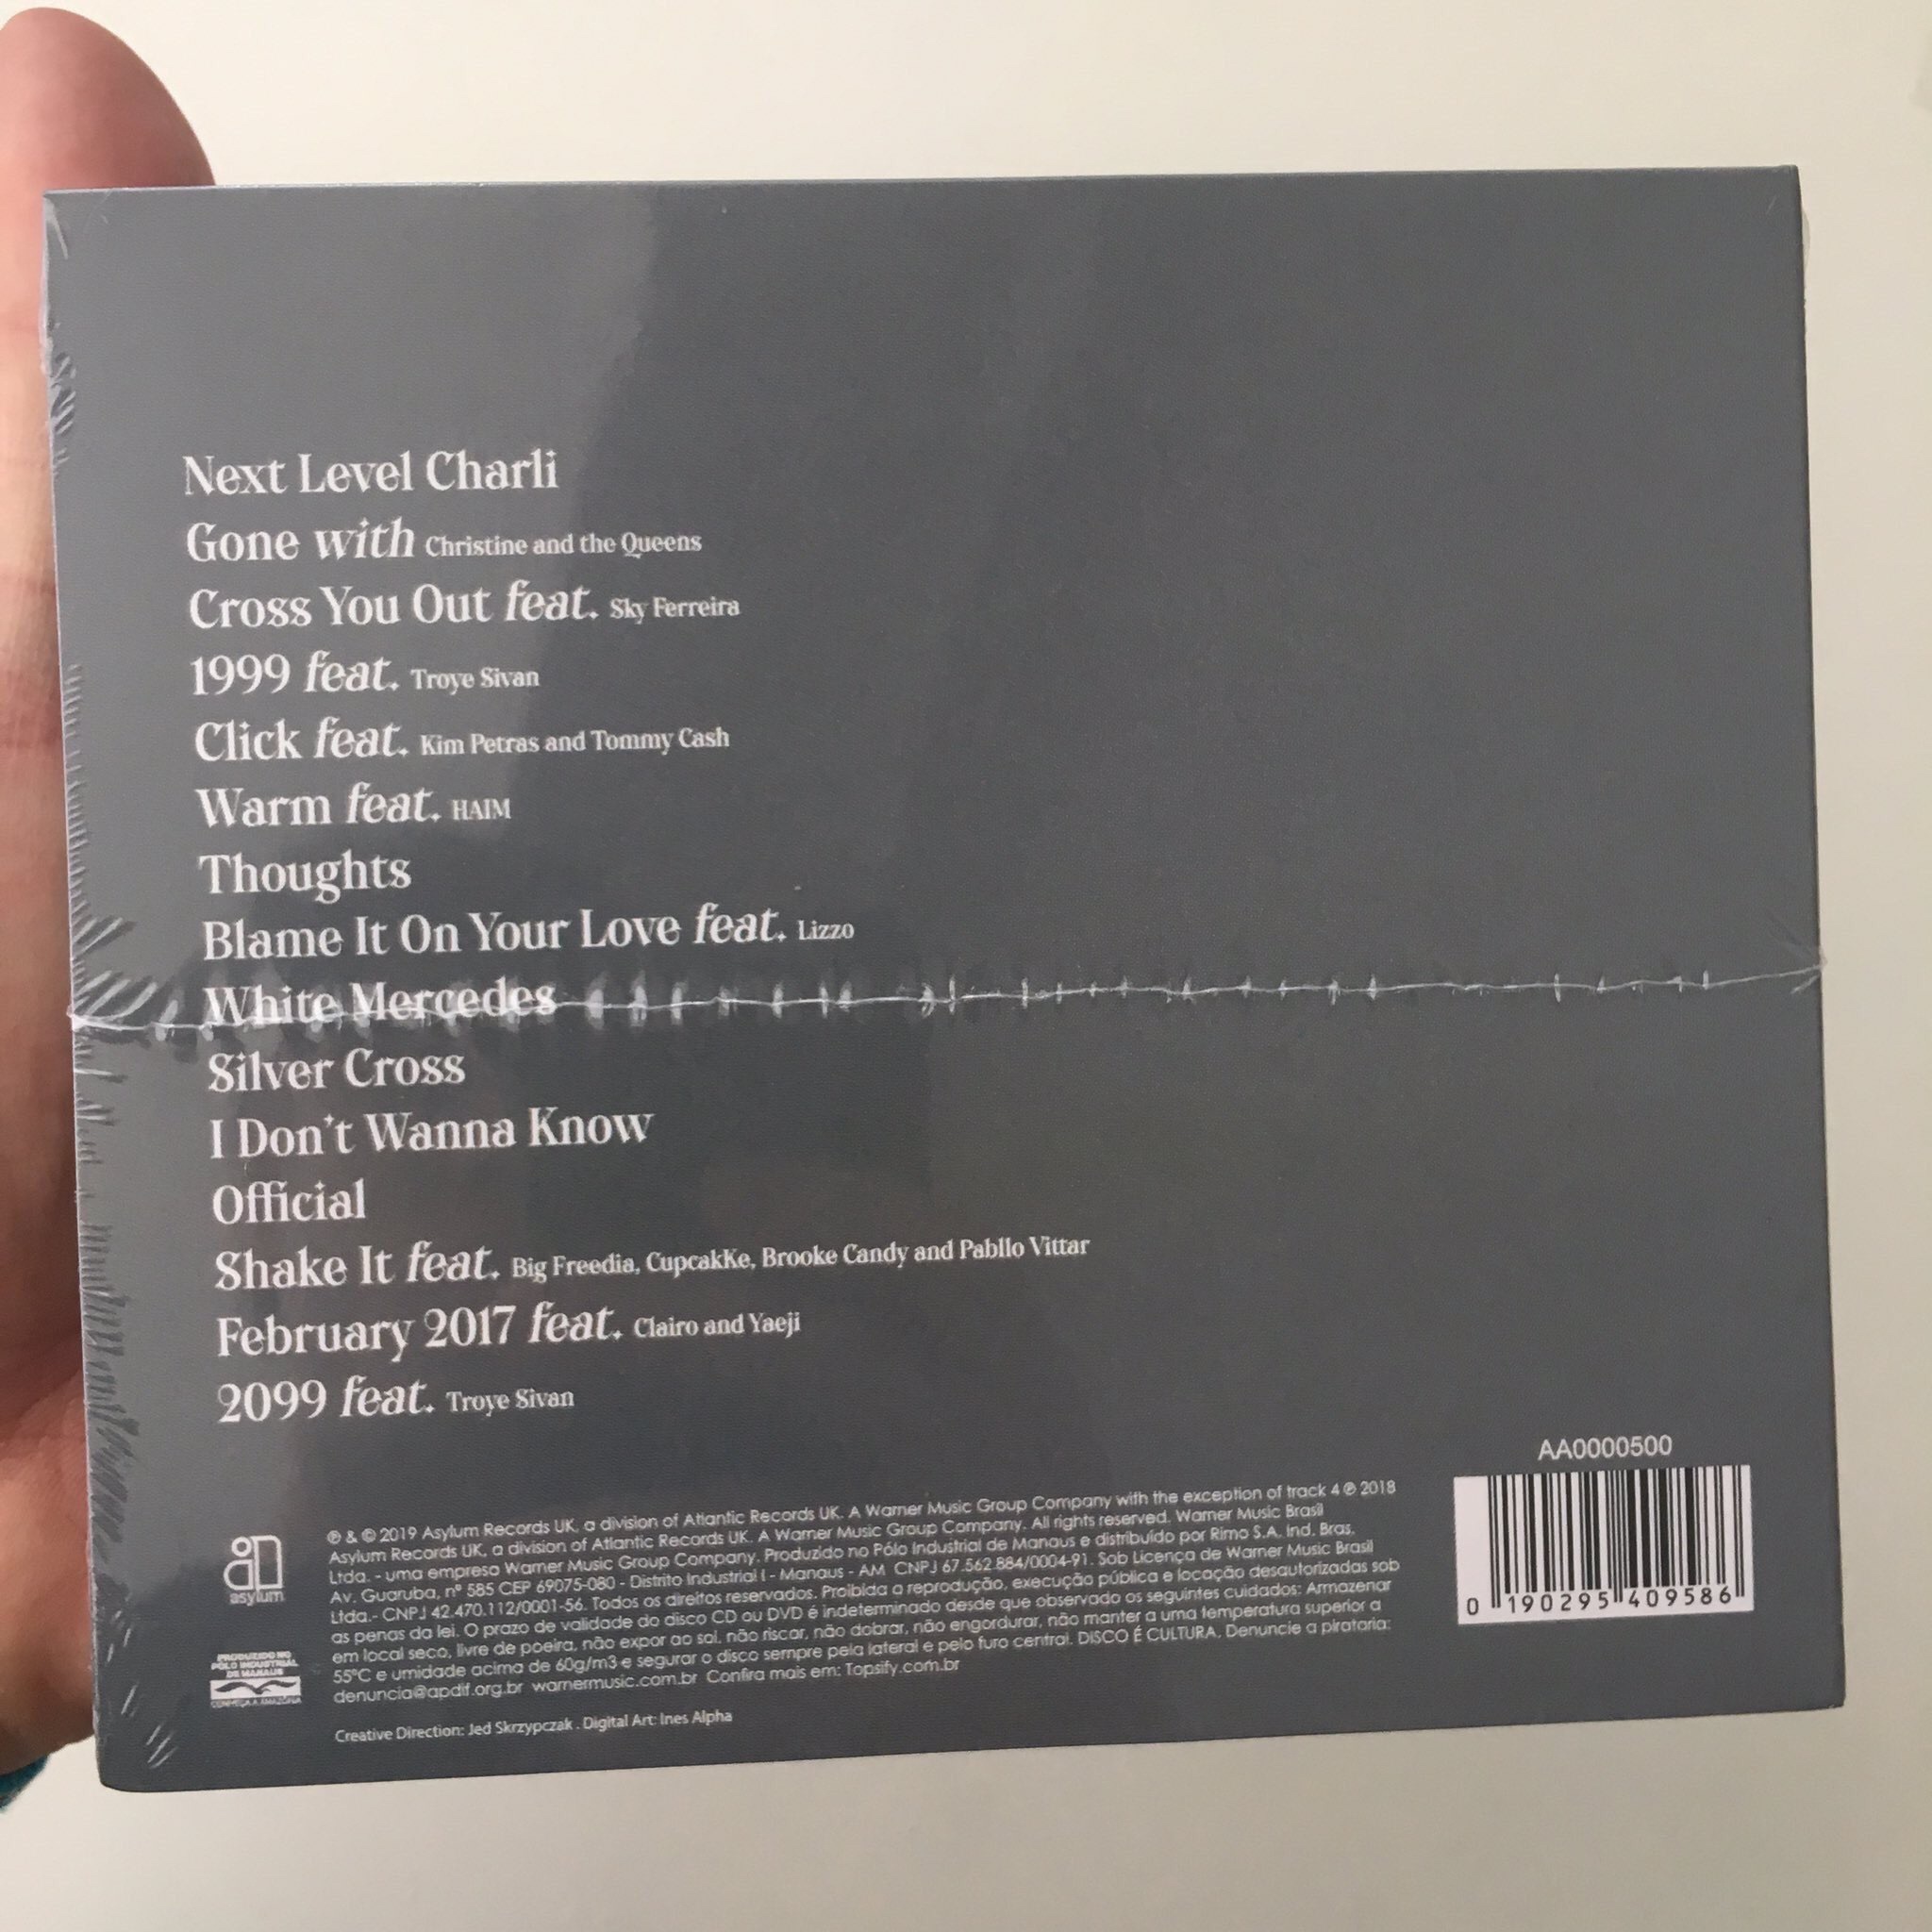 Next Level Charli
Gone with Christine and the Queens
Cross You Out feat. Sky Ferreira
1999 feat. Troye Sivan
Click feat. Kim Petras and Tommy Cash
Warm feat. HAIM
Thoughts
Blame It On Your Love feat. Lizzo
White Mercedes
Silver Cross
I Don't Wanna Know
Official
Shake It feat. Big Freedia, CupcakKe, Brooke Candy and Pabllo Vittar
February 2017 feat. Clairo and Yaeji
2099 feat. Troye Sivan
AA0000500
0 190295 409586
asylum
PRODUZIDO NO
PÓLO INDUSTRIAL
DE MANAUS
CONHEÇA A AMAZÔNIA
℗ & © 2019 Asylum Records UK, a division of Atlantic Records UK. A Warner Music Group Company with the exception of track 4 ℗ 2018
Asylum Records UK, a division of Atlantic Records UK. A Warner Music Group Company. All rights reserved. Warner Music Brasil
Ltda. - uma empresa Warner Music Group Company. Produzido no Pólo Industrial de Manaus e distribuído por Rimo S.A. Ind. Bras.
Av. Guaruba, nº 585 CEP 69075-080 - Distrito Industrial I - Manaus - AM CNPJ 67.562.884/0004-91. Sob Licença de Warner Music Brasil
Ltda.- CNPJ 42.470.112/0001-56. Todos os direitos reservados. Proibida a reprodução, execução pública e locação desautorizadas sob
as penas da lei. O prazo de validade do disco CD ou DVD é indeterminado desde que observado os seguintes cuidados: Armazenar
em local seco, livre de poeira, não expor ao sol, não riscar, não dobrar, não engordurar, não manter a uma temperatura superior a
55ºC e umidade acima de 60g/m3 e segurar o disco sempre pela lateral e pelo furo central. DISCO É CULTURA. Denuncie a pirataria:
denuncia@apdif.org.br warnermusic.com.br Confira mais em: Topsify.com.br
Creative Direction: Jed Skrzypczak . Digital Art: Ines Alpha